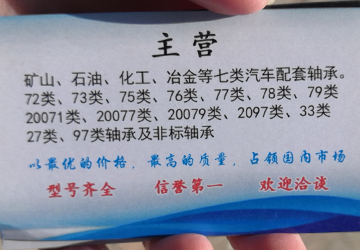 主营
矿山、石油、化工、冶金等七类汽车配套轴承。
72类、73类、75类、76类、77类、78类、79类
20071类、20077类、20079类、2097类、33类
27类、97类轴承及非标轴承
以最优的价格，最高的质量，占领国内市场
型号齐全 信誉第一 欢迎洽谈